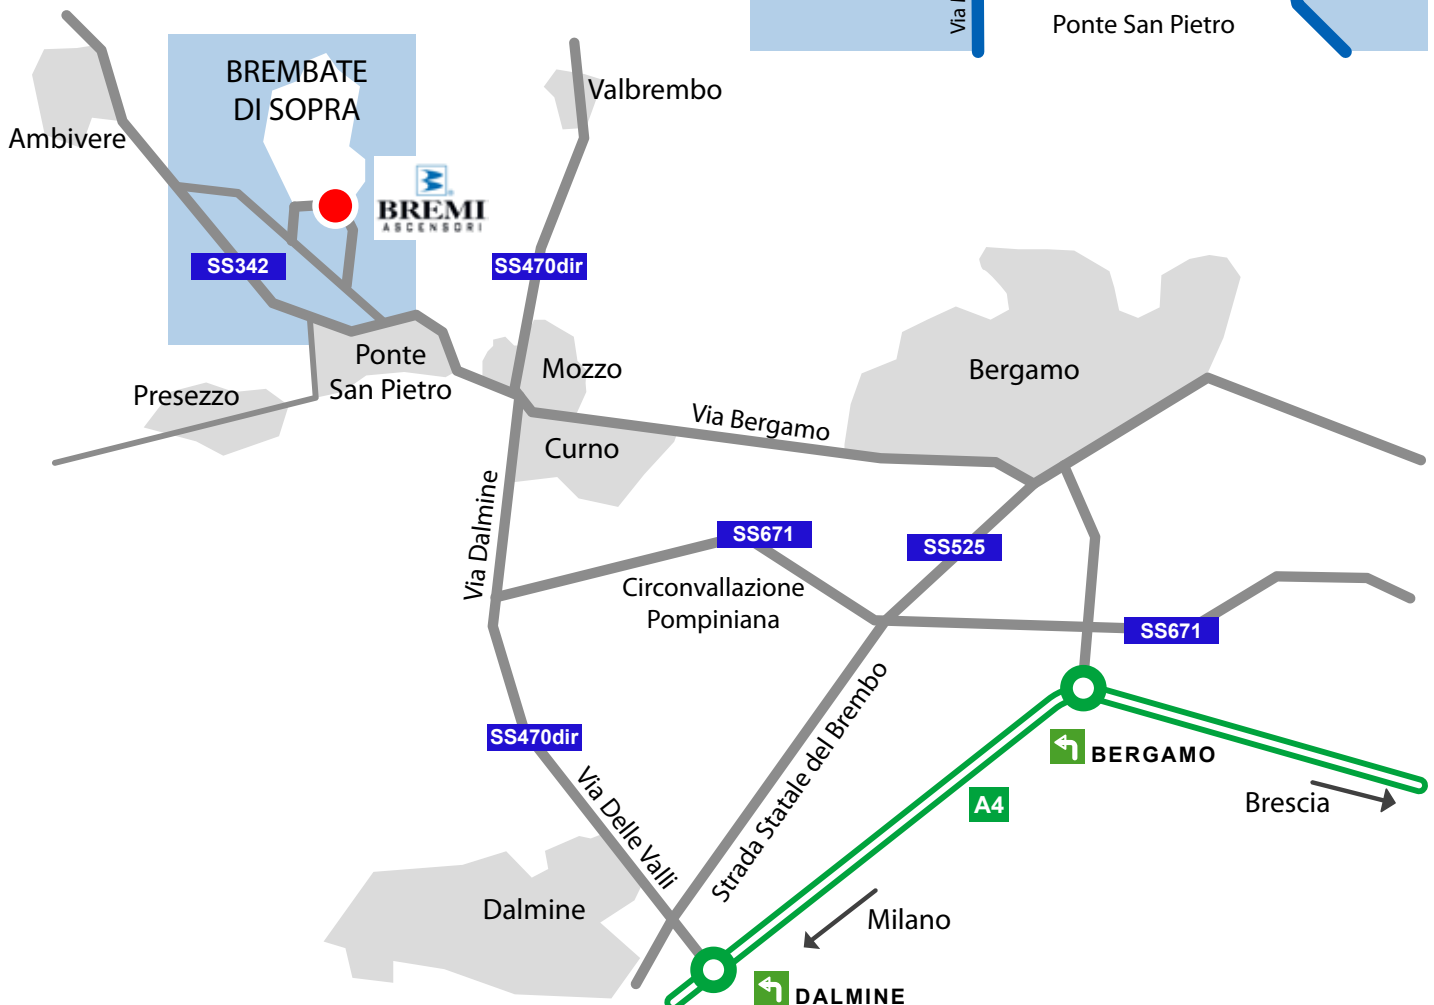 Via
Ponte San Pietro
BREMBATE
DI SOPRA
Valbrembo
Ambivere
BREMI
ASCENSORI
SS342
SS470dir
Ponte
San Pietro
Mozzo
Bergamo
Presezzo
Via Bergamo
Curno
Via Dalmine
SS671
SS525
Circonvallazione
Pompiniana
SS671
Strada Statale del Brembo
SS470dir
BERGAMO
Via Delle Valli
A4
Brescia
Dalmine
Milano
DALMINE